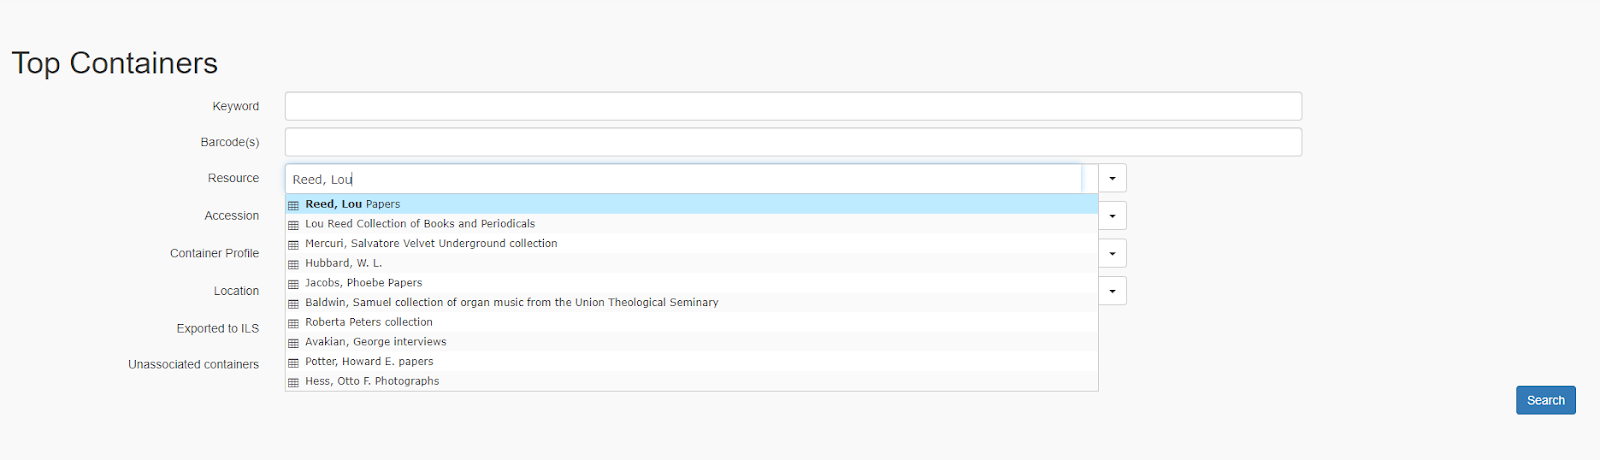 Top Containers
Keyword
Barcode(s)
Resource
Reed, Lou
Reed, Lou Papers
Accession
Lou Reed Collection of Books and Periodicals
Mercuri, Salvatore Velvet Underground collection
Container Profile
Hubbard, W. L.
Jacobs, Phoebe Papers
Location
Baldwin, Samuel collection of organ music from the Union Theological Seminary
Roberta Peters collection
Exported to ILS
Avakian, George interviews
Potter, Howard E. papers
Unassociated containers
Hess, Otto F. Photographs
Search